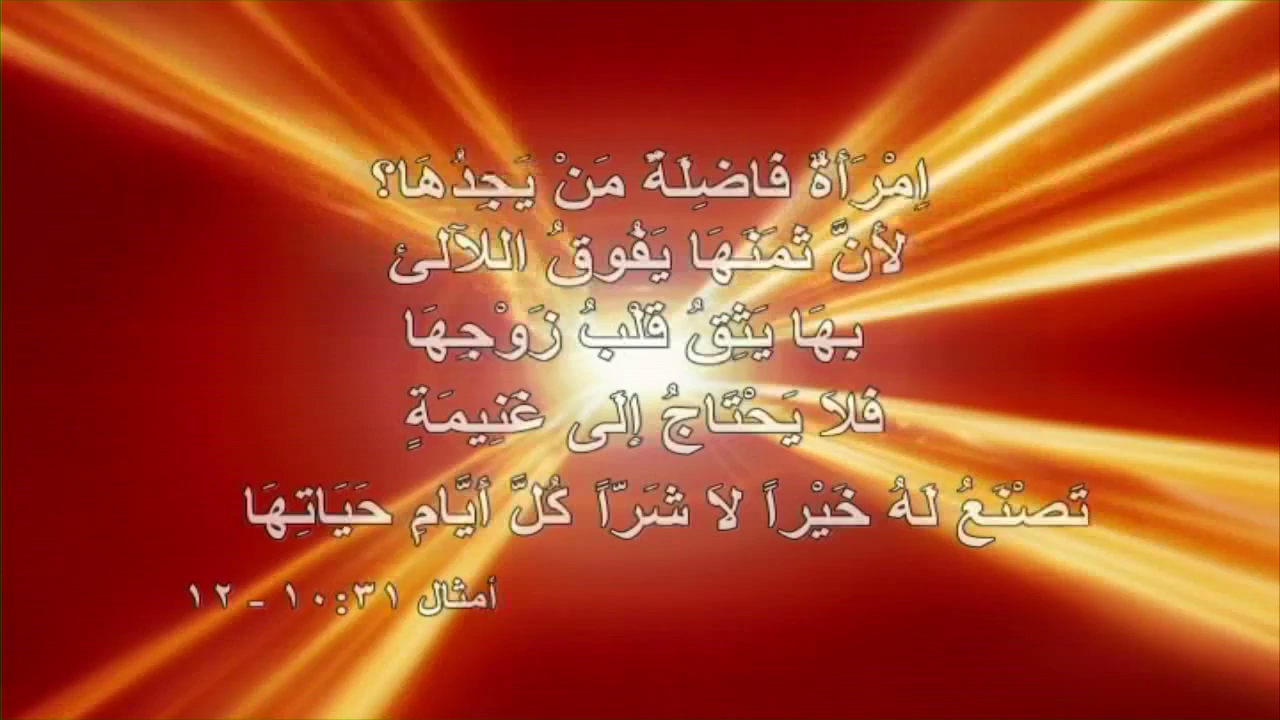 اِمْرَأَةٌ فَاضِلَةٌ مَنْ يَجِدُهَا؟
لأَنَّ ثَمَنَهَا يَفُوقُ اللآلِئَ
بِهَا يَثِقُ قَلْبُ زَوْجِهَا
فَلاَ يَحْتَاجُ إِلَى غَنِيمَةٍ
تَصْنَعُ لَهُ خَيْراً لاَ شَرّاً كُلَّ أَيَّامِ حَيَاتِهَا
أمثال ١٠:٣١ - ١٢